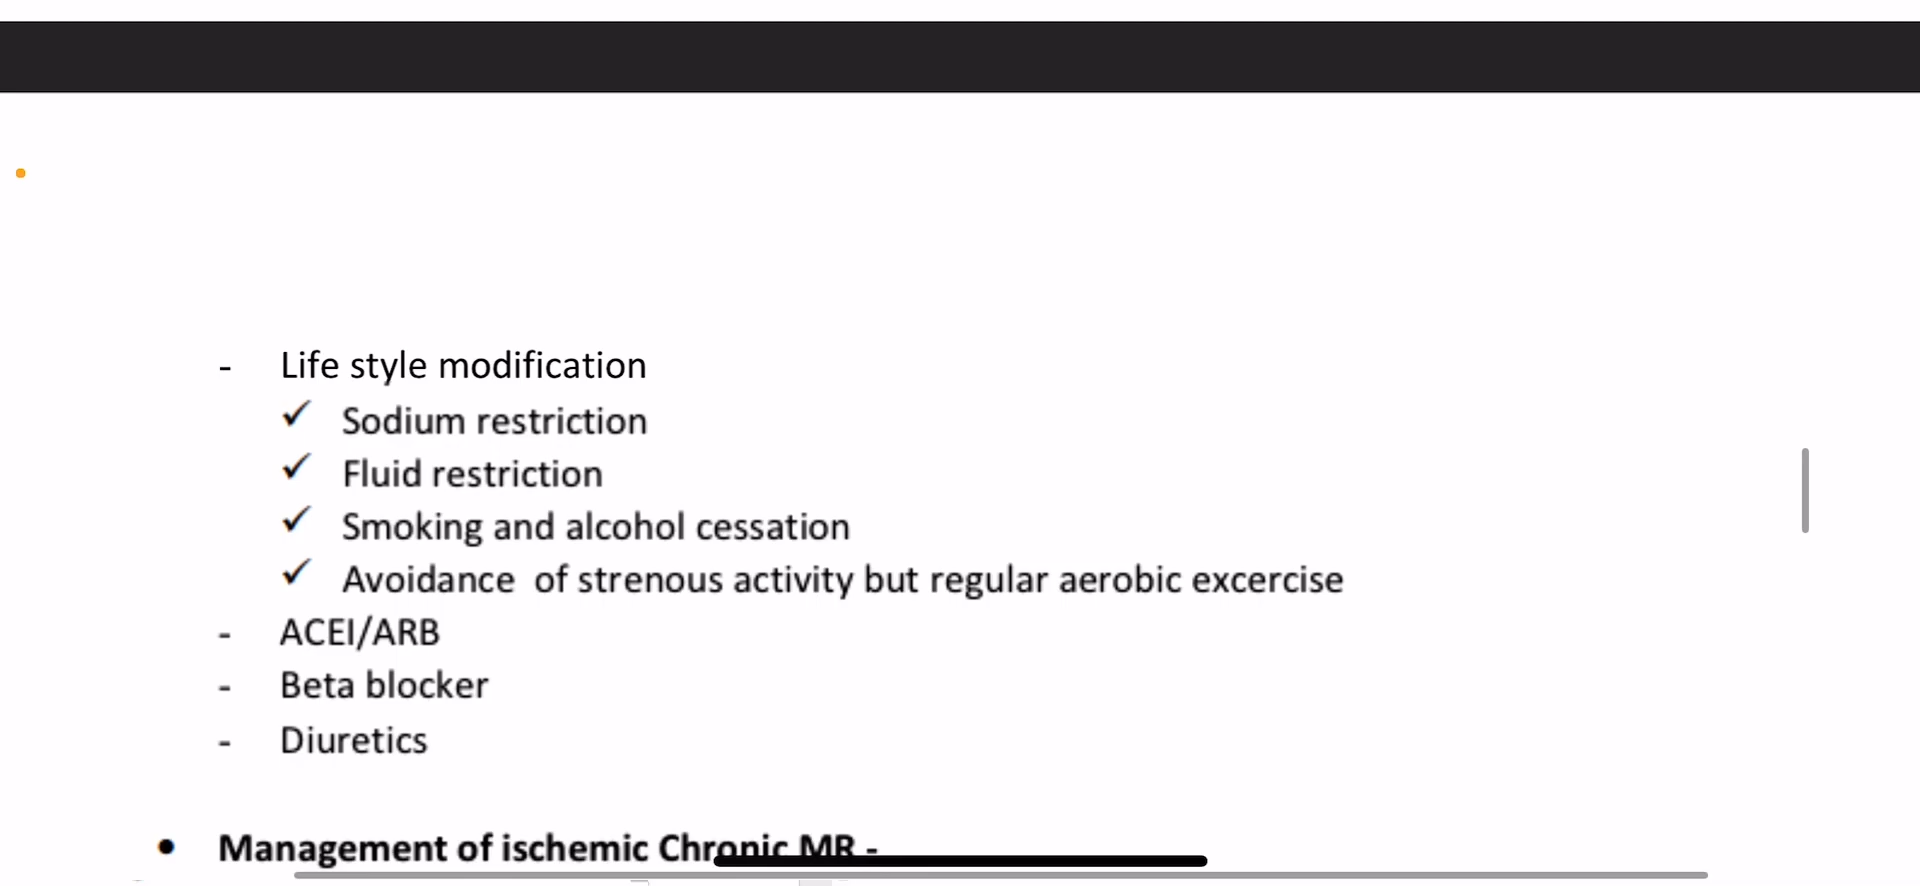 - Life style modification
✓ Sodium restriction
✓ Fluid restriction
✓ Smoking and alcohol cessation
✓ Avoidance  of strenous activity but regular aerobic excercise
- ACEI/ARB
- Beta blocker
- Diuretics
• Management of ischemic Chronic MR -